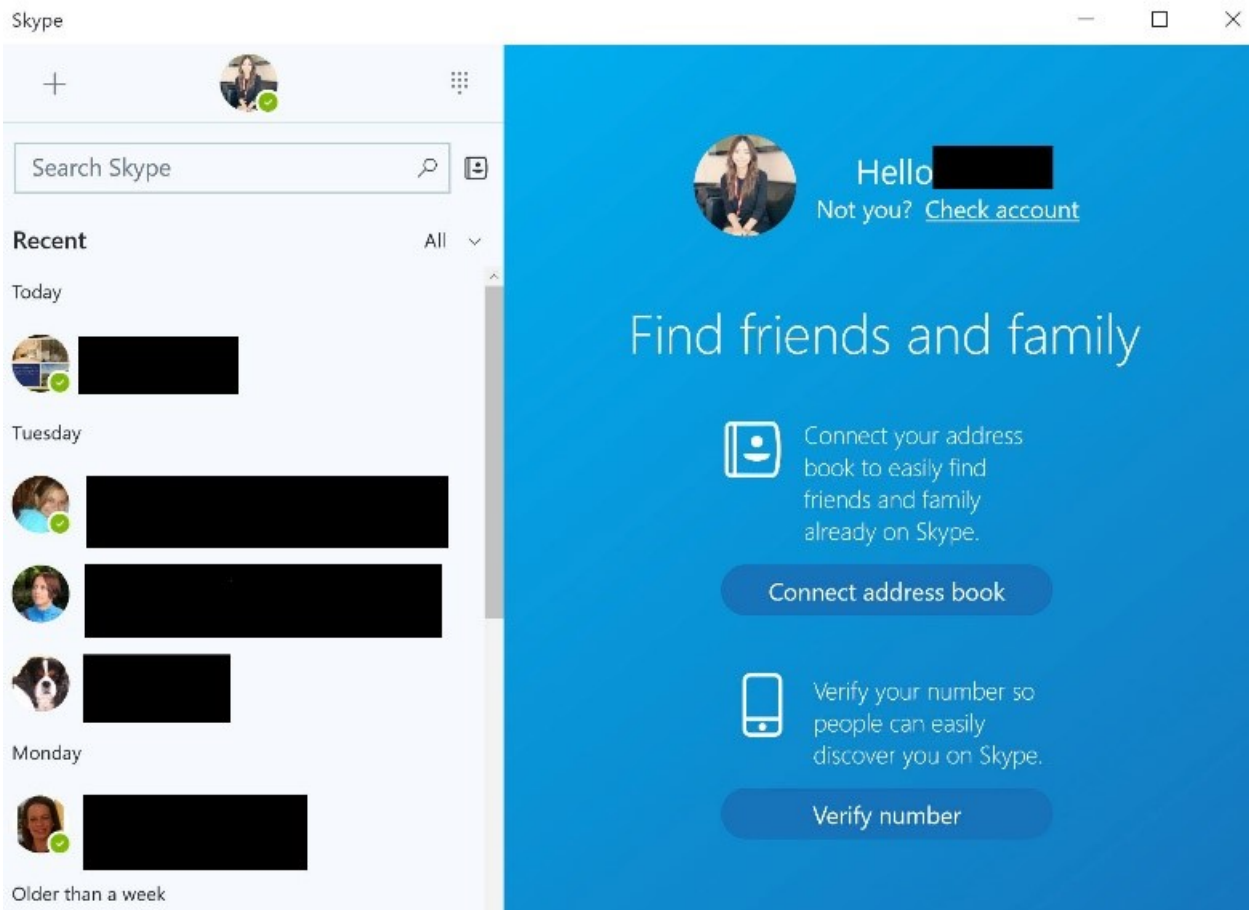 Skype
Search Skype
Recent
All
Today
Tuesday
Monday
Older than a week
Hello
Not you? Check account
Find friends and family
Connect your address
book to easily find
friends and family
already on Skype.
Connect address book
Verify your number so
people can easily
discover you on Skype.
Verify number